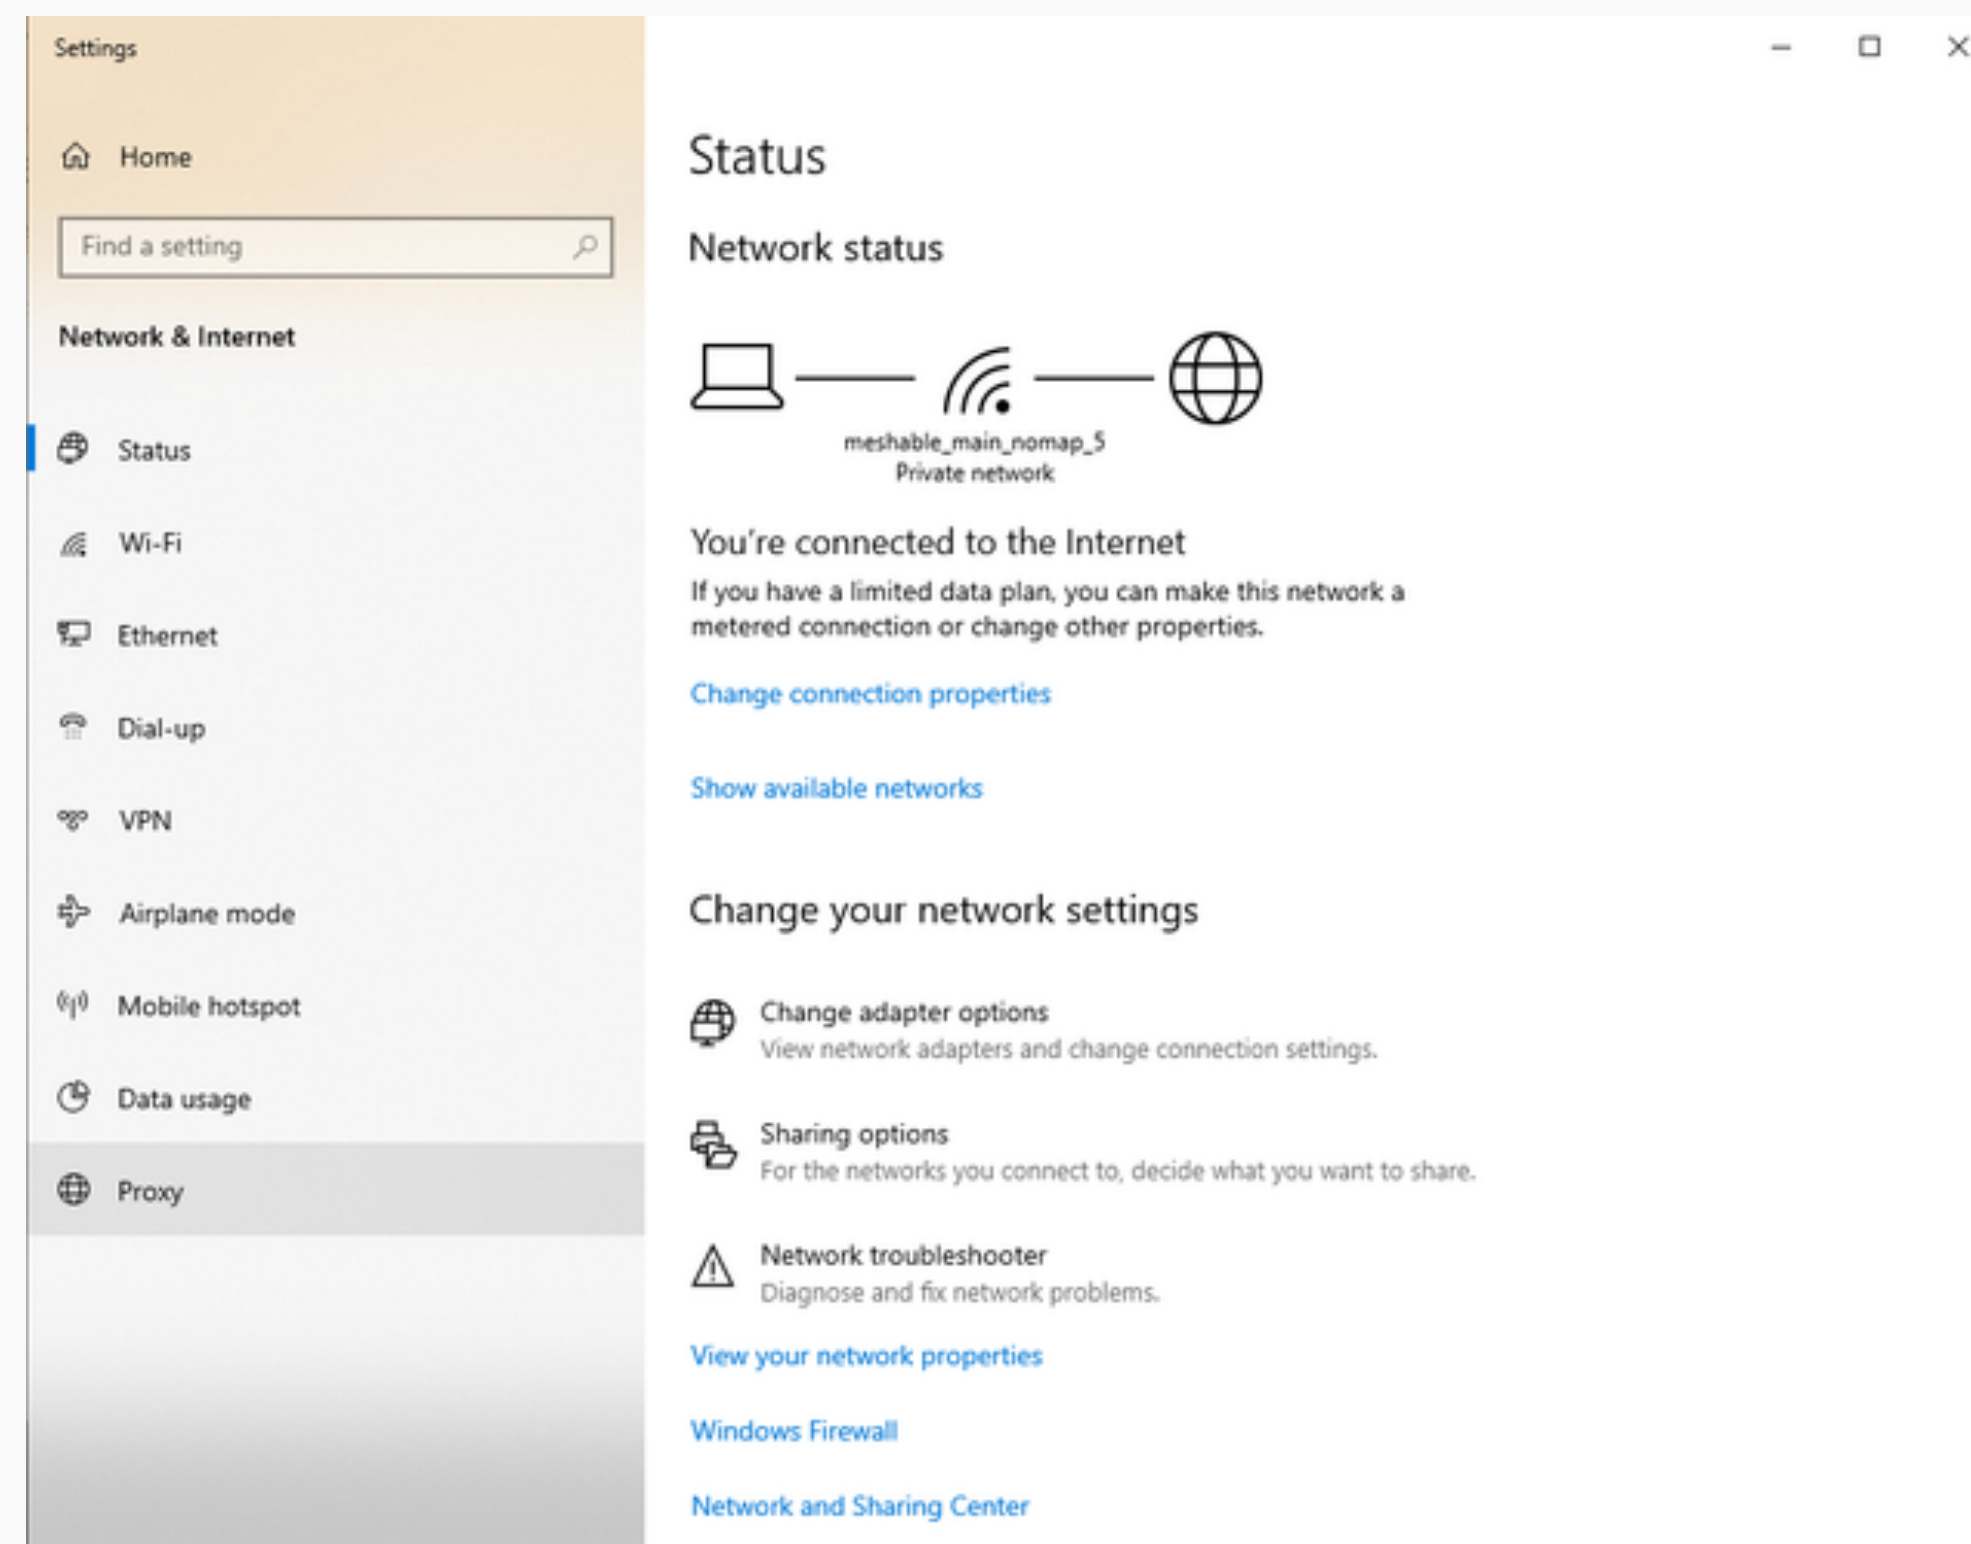 Settings
Home
Find a setting
Network & Internet
Status
Wi-Fi
Ethernet
Dial-up
VPN
Airplane mode
Mobile hotspot
Data usage
Proxy
Status
Network status
meshable_main_nomap_5
Private network
You're connected to the Internet
If you have a limited data plan, you can make this network a
metered connection or change other properties.
Change connection properties
Show available networks
Change your network settings
Change adapter options
View network adapters and change connection settings.
Sharing options
For the networks you connect to, decide what you want to share.
Network troubleshooter
Diagnose and fix network problems.
View your network properties
Windows Firewall
Network and Sharing Center